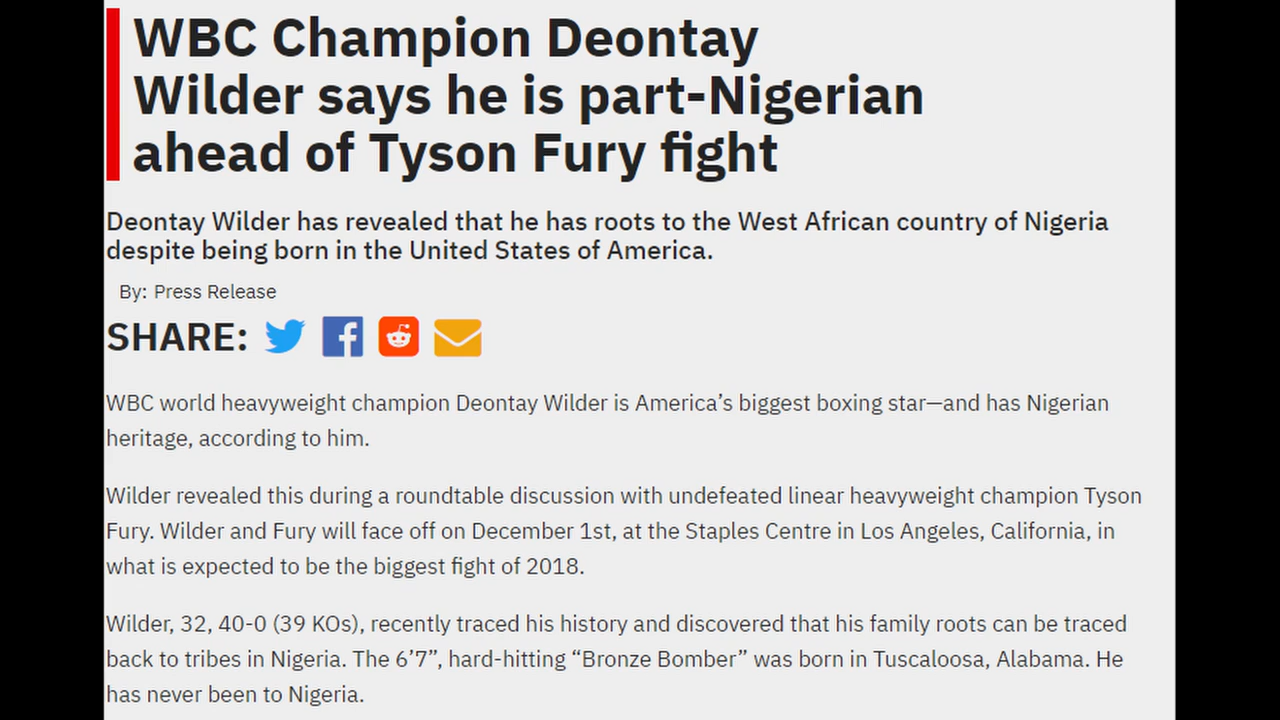 WBC Champion Deontay
Wilder says he is part-Nigerian
ahead of Tyson Fury fight
Deontay Wilder has revealed that he has roots to the West African country of Nigeria
despite being born in the United States of America.
By: Press Release
SHARE:
WBC world heavyweight champion Deontay Wilder is America’s biggest boxing star—and has Nigerian
heritage, according to him.
Wilder revealed this during a roundtable discussion with undefeated linear heavyweight champion Tyson
Fury. Wilder and Fury will face off on December 1st, at the Staples Centre in Los Angeles, California, in
what is expected to be the biggest fight of 2018.
Wilder, 32, 40-0 (39 KOs), recently traced his history and discovered that his family roots can be traced
back to tribes in Nigeria. The 6’7”, hard-hitting “Bronze Bomber” was born in Tuscaloosa, Alabama. He
has never been to Nigeria.